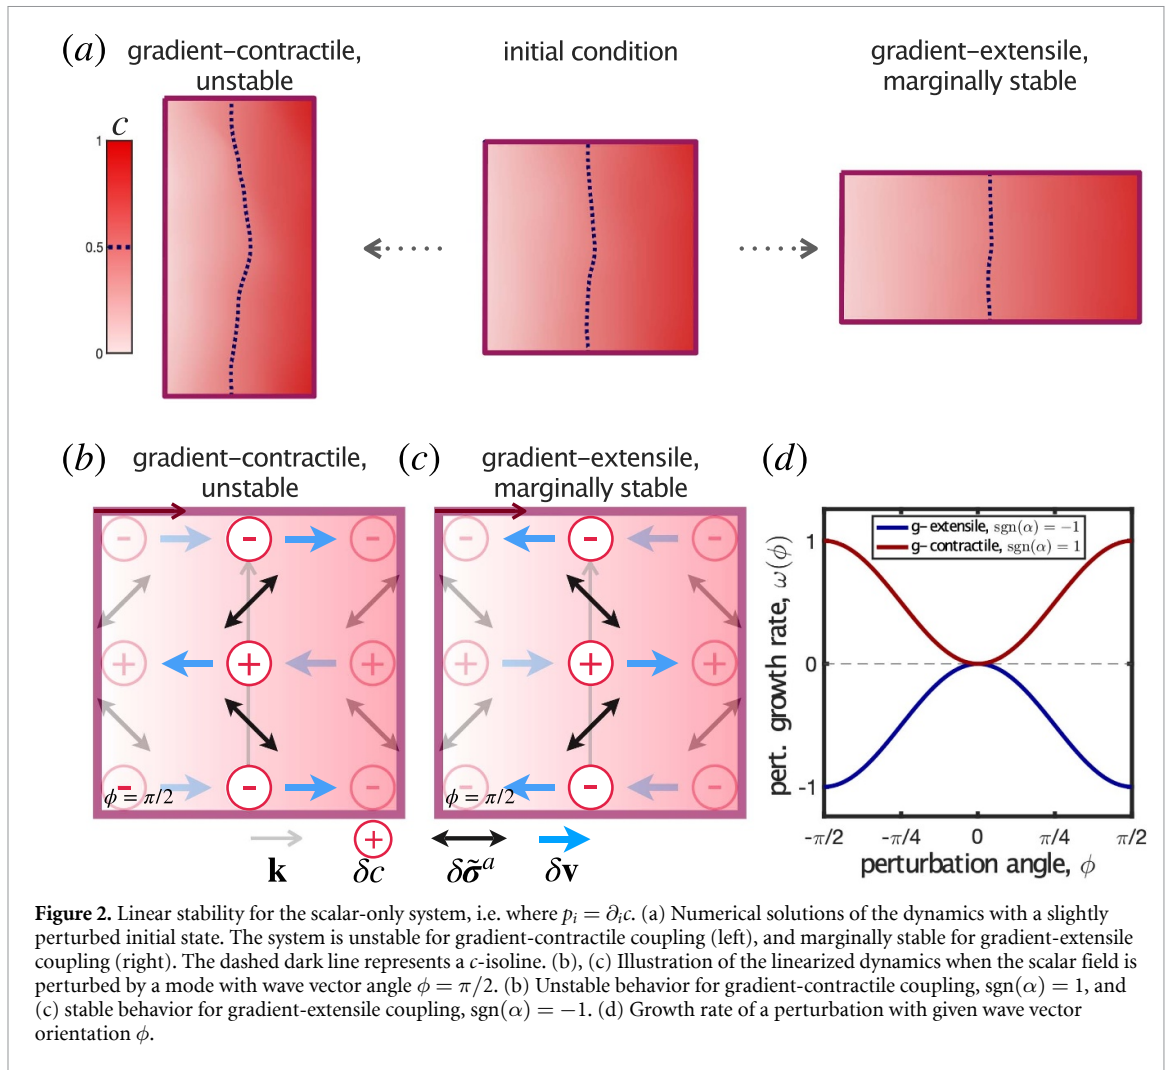 (a)
gradient-contractile,
unstable
initial condition
gradient-extensile,
marginally stable
c
1
0.5
0
(b)
gradient-contractile,
unstable
(c)
gradient-extensile,
marginally stable
(d)
- - -
+ + +
- - -
ϕ = π/2
- - -
+ + +
- - -
ϕ = π/2
k
+
δc
δσ̃ᵃ
δv
g- extensile, sgn(α) = −1
g- contractile, sgn(α) = 1
pert. growth rate, ω(ϕ)
1
0
-1
-π/2 -π/4 0 π/4 π/2
perturbation angle, ϕ
Figure 2. Linear stability for the scalar-only system, i.e. where pᵢ = ∂ᵢc. (a) Numerical solutions of the dynamics with a slightly
perturbed initial state. The system is unstable for gradient-contractile coupling (left), and marginally stable for gradient-extensile
coupling (right). The dashed dark line represents a c-isoline. (b), (c) Illustration of the linearized dynamics when the scalar field is
perturbed by a mode with wave vector angle ϕ = π/2. (b) Unstable behavior for gradient-contractile coupling, sgn(α) = 1, and
(c) stable behavior for gradient-extensile coupling, sgn(α) = −1. (d) Growth rate of a perturbation with given wave vector
orientation ϕ.